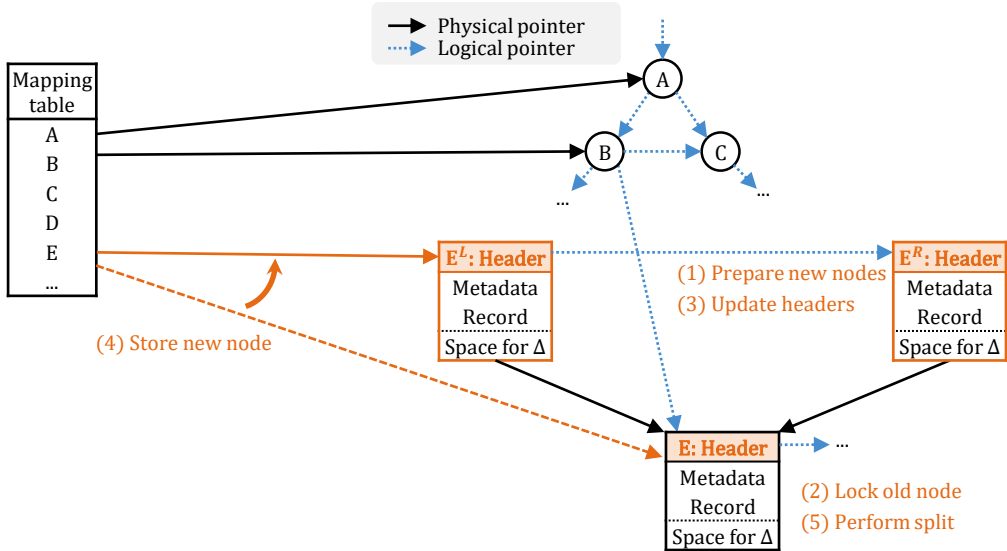 Physical pointer
Logical pointer
Mapping
table
A
B
C
D
E
...
A
B
C
...
...
E^L: Header
Metadata
Record
Space for Δ
E^R: Header
Metadata
Record
Space for Δ
(1) Prepare new nodes
(3) Update headers
(4) Store new node
E: Header
Metadata
Record
Space for Δ
...
(2) Lock old node
(5) Perform split